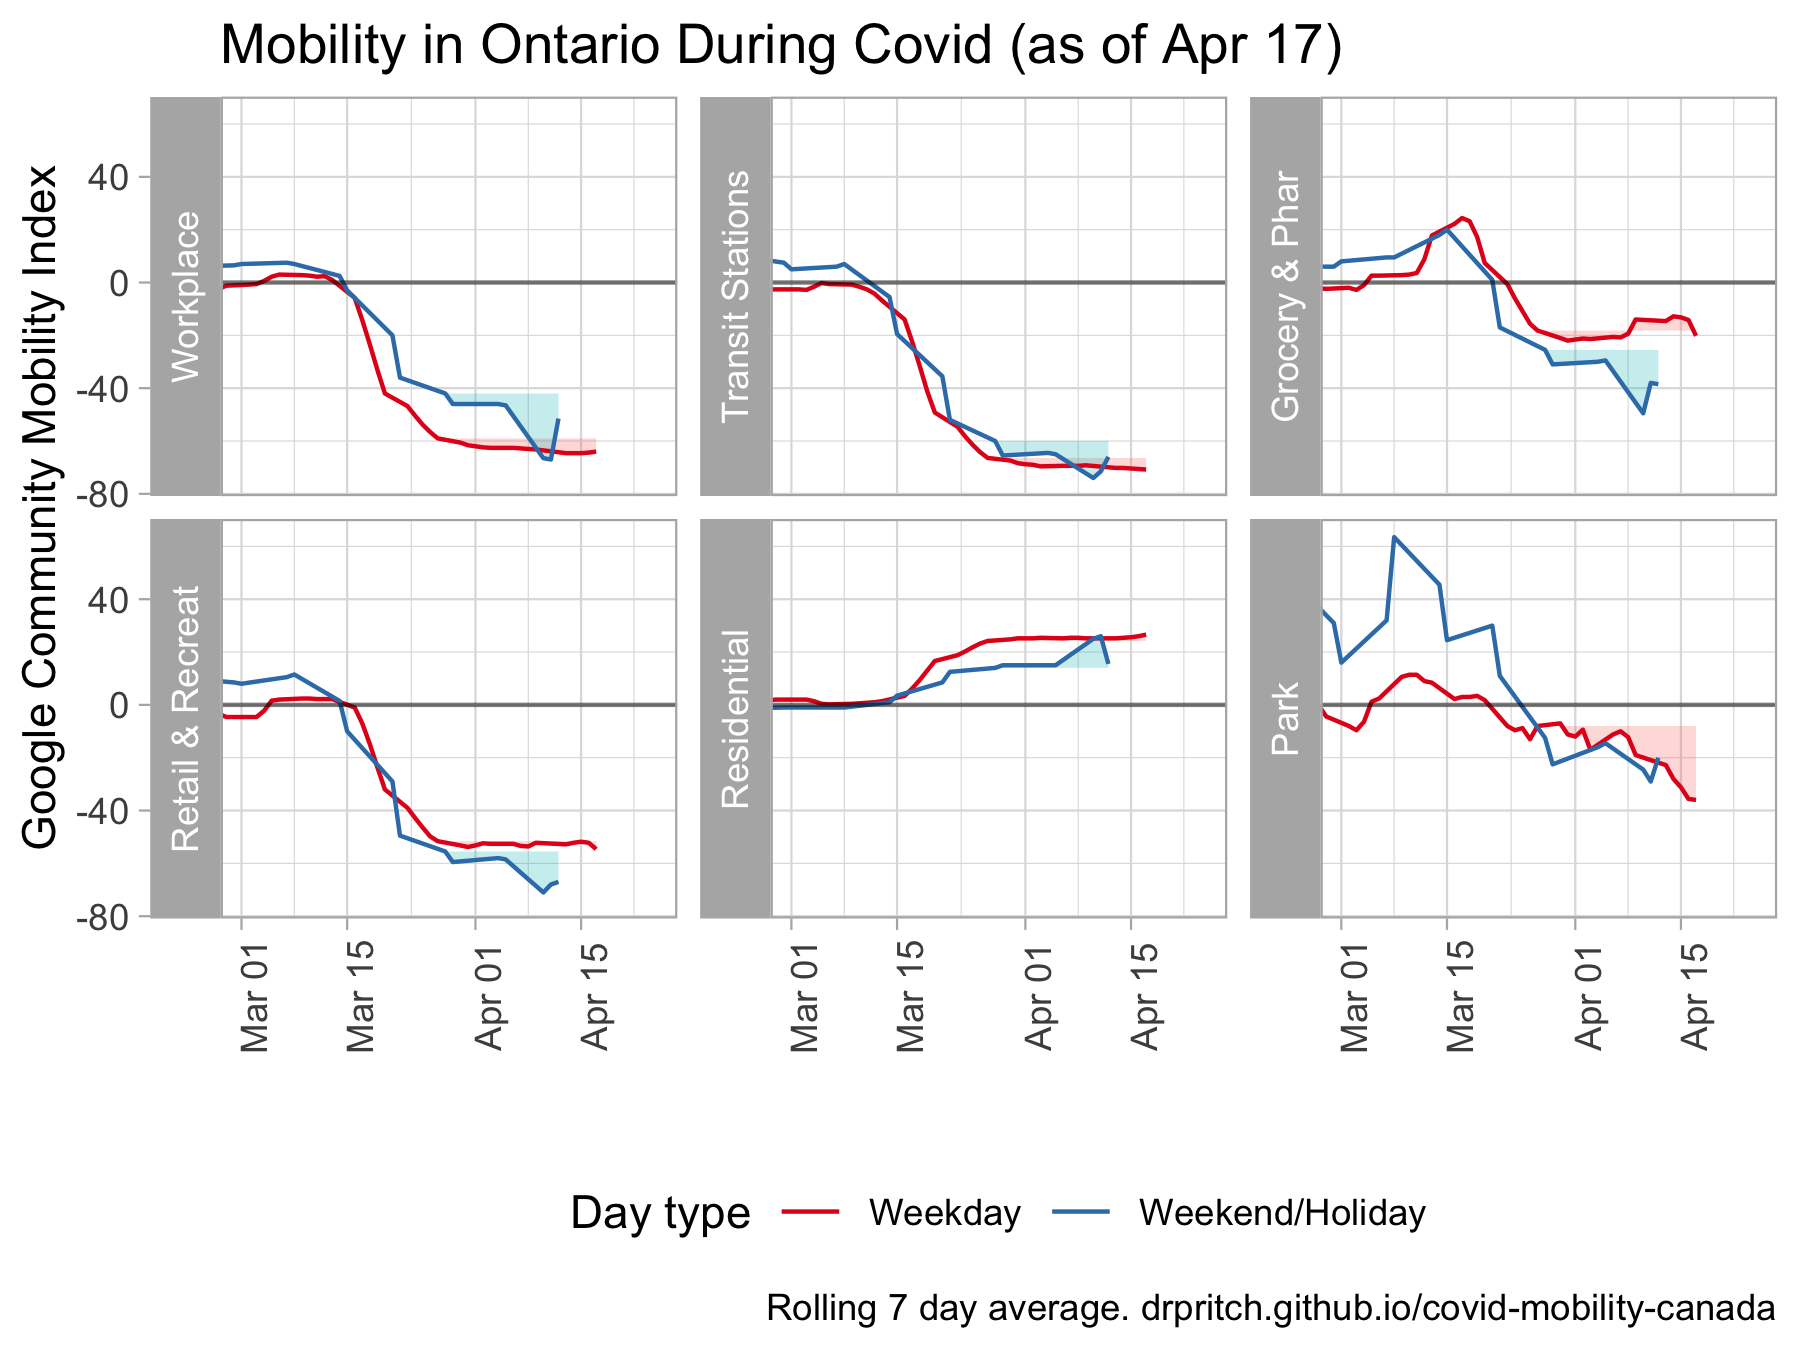 Mobility in Ontario During Covid (as of Apr 17)
Google Community Mobility Index
Workplace
Transit Stations
Grocery & Phar
40
0
-40
-80
Retail & Recreat
Residential
Park
40
0
-40
-80
Mar 01
Mar 15
Apr 01
Apr 15
Mar 01
Mar 15
Apr 01
Apr 15
Mar 01
Mar 15
Apr 01
Apr 15
Day type Weekday Weekend/Holiday
Rolling 7 day average. drpritch.github.io/covid-mobility-canada